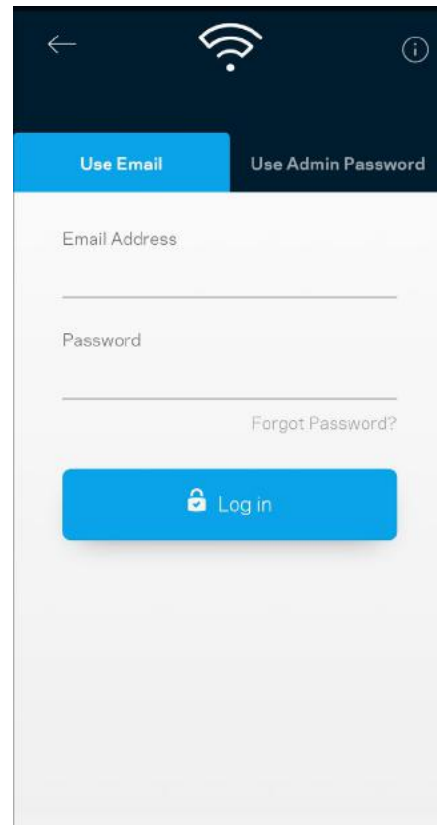 Use Email
Use Admin Password
Email Address
Password
Forgot Password?
Log in